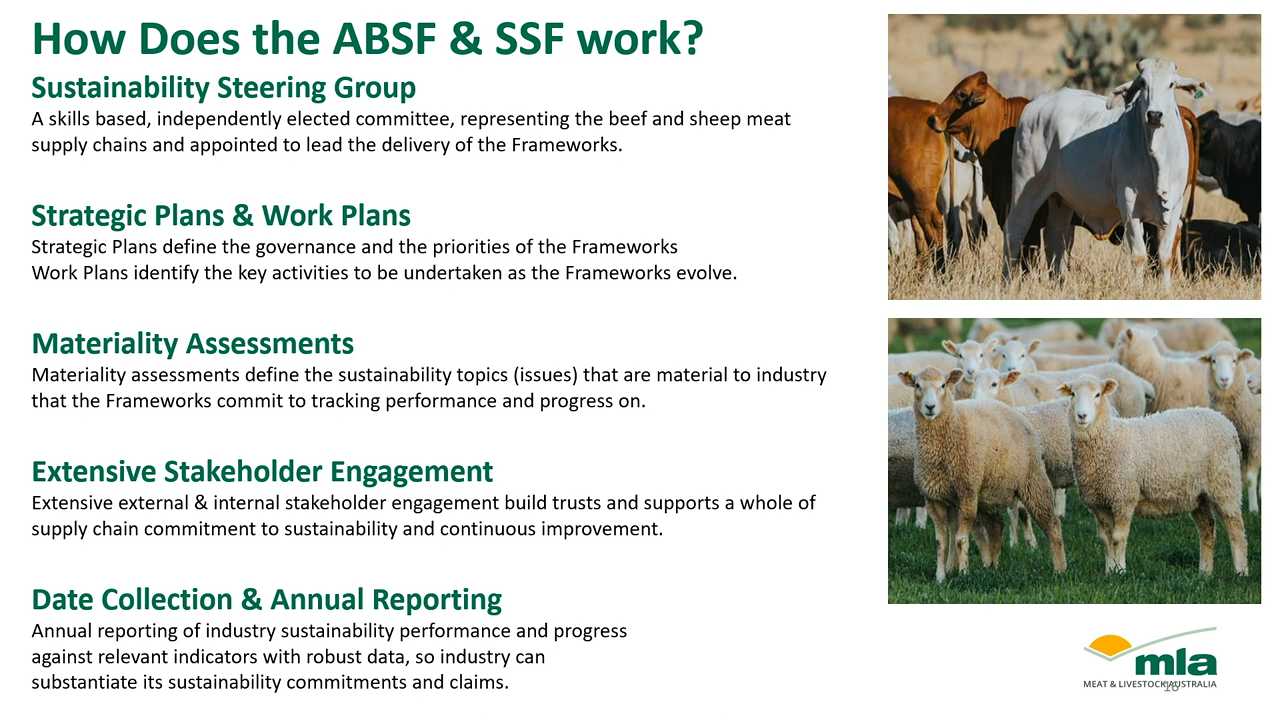 How Does the ABSF & SSF work?
Sustainability Steering Group
A skills based, independently elected committee, representing the beef and sheep meat
supply chains and appointed to lead the delivery of the Frameworks.
Strategic Plans & Work Plans
Strategic Plans define the governance and the priorities of the Frameworks
Work Plans identify the key activities to be undertaken as the Frameworks evolve.
Materiality Assessments
Materiality assessments define the sustainability topics (issues) that are material to industry
that the Frameworks commit to tracking performance and progress on.
Extensive Stakeholder Engagement
Extensive external & internal stakeholder engagement build trusts and supports a whole of
supply chain commitment to sustainability and continuous improvement.
Date Collection & Annual Reporting
Annual reporting of industry sustainability performance and progress
against relevant indicators with robust data, so industry can
substantiate its sustainability commitments and claims.
mla
MEAT & LIVESTOCK AUSTRALIA
16